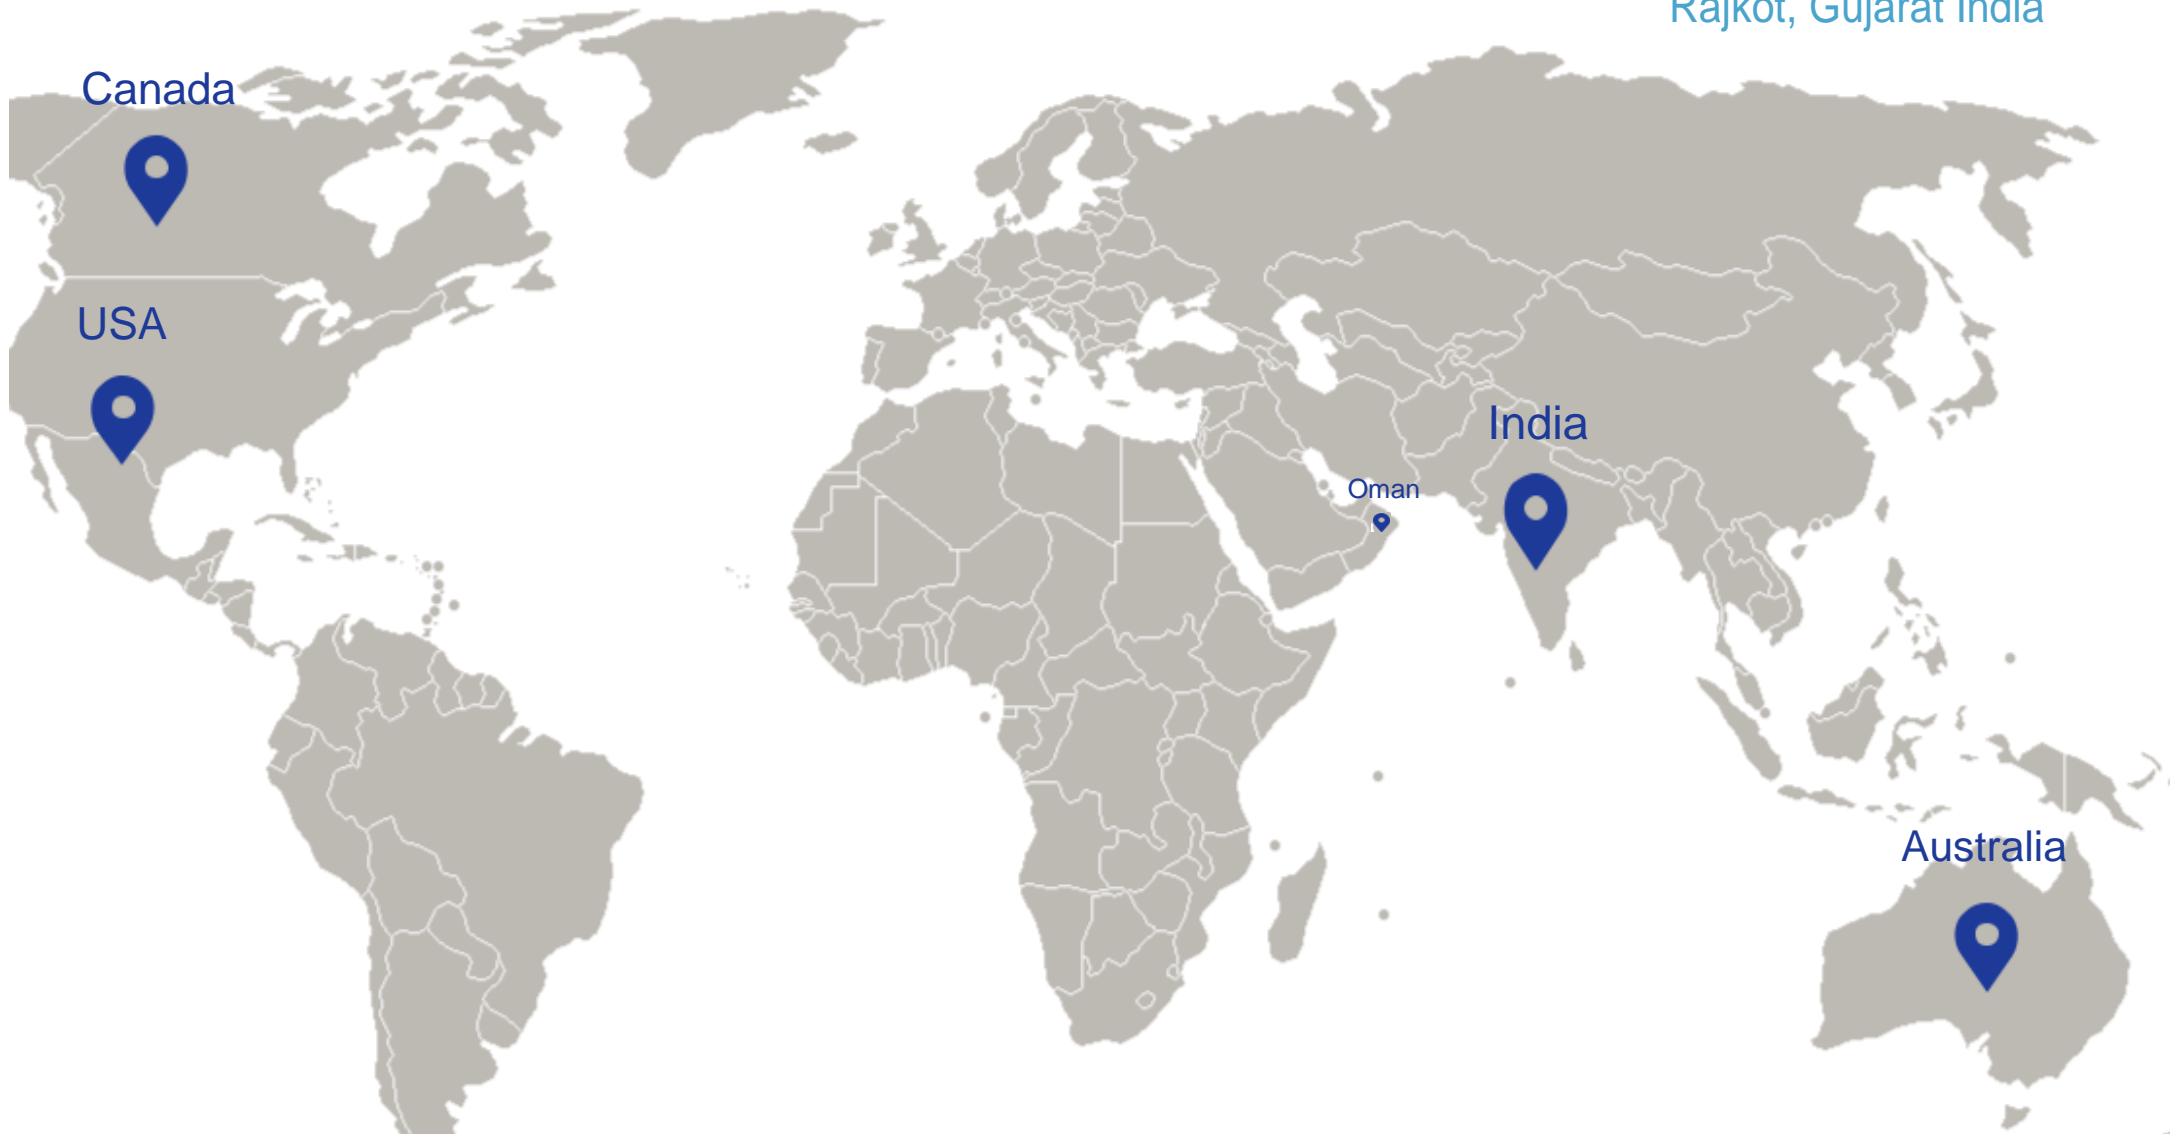 Rajkot, Gujarat India
Canada
USA
India
Oman
Australia